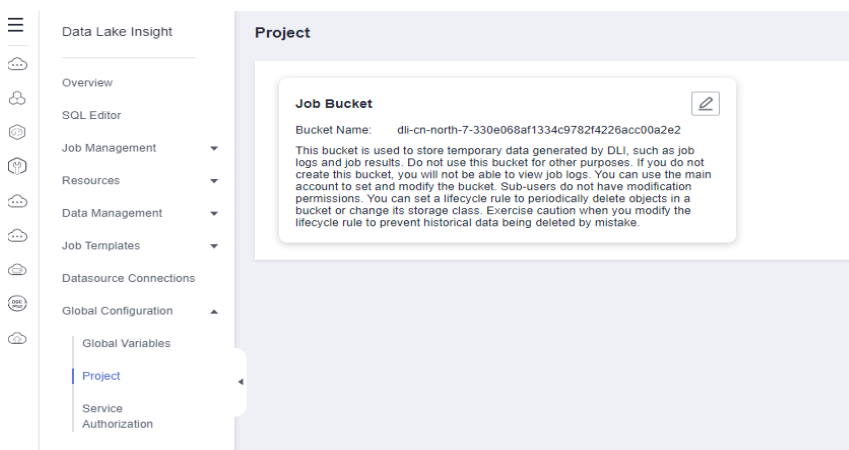 Data Lake Insight
Overview
SQL Editor
Job Management
Resources
Data Management
Job Templates
Datasource Connections
Global Configuration
Global Variables
Project
Service
Authorization
Project
Job Bucket
Bucket Name: dli-cn-north-7-330e068af1334c9782f4226acc00a2e2
This bucket is used to store temporary data generated by DLI, such as job
logs and job results. Do not use this bucket for other purposes. If you do not
create this bucket, you will not be able to view job logs. You can use the main
account to set and modify the bucket. Sub-users do not have modification
permissions. You can set a lifecycle rule to periodically delete objects in a
bucket or change its storage class. Exercise caution when you modify the
lifecycle rule to prevent historical data being deleted by mistake.